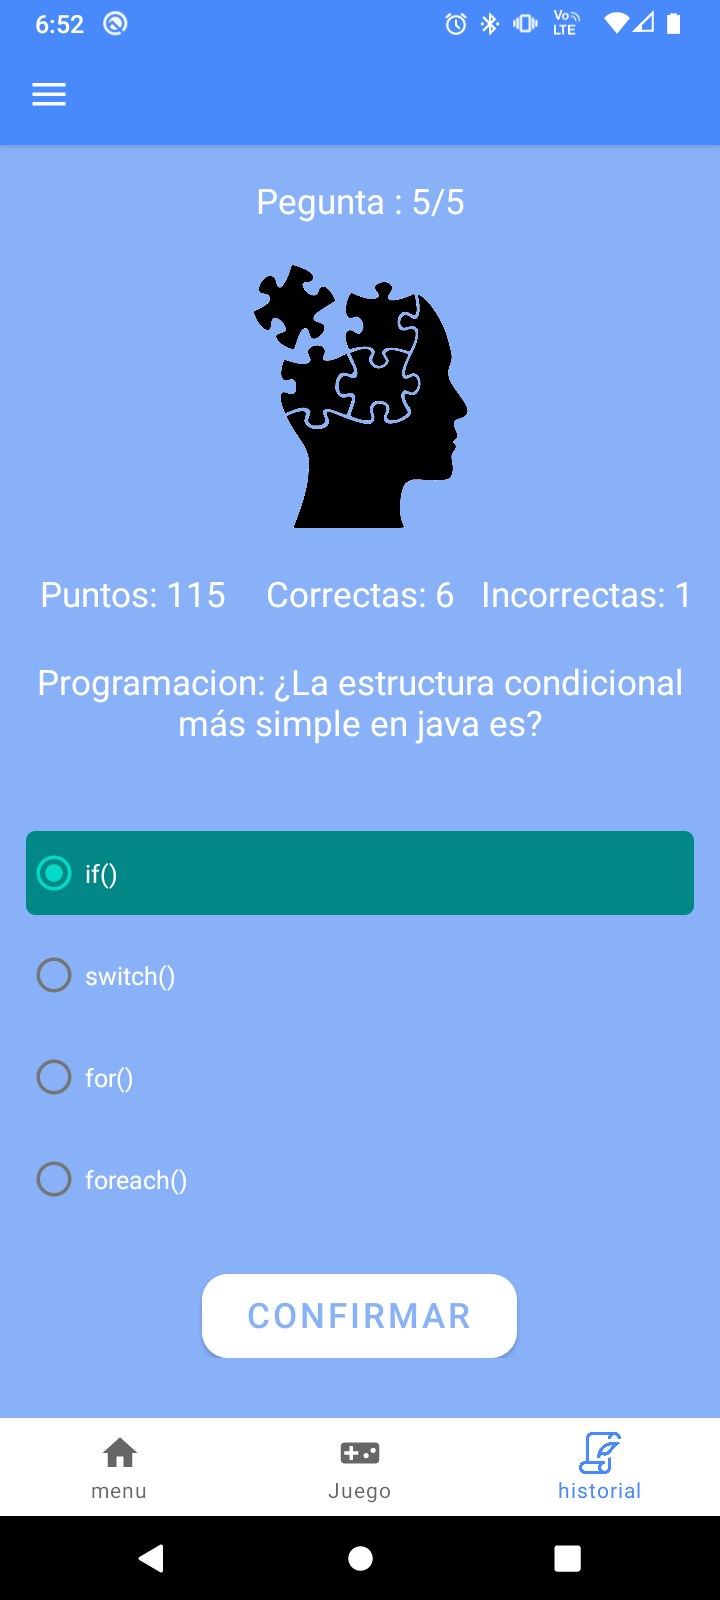 6:52
Vo
LTE
Pegunta : 5/5
Puntos: 115 Correctas: 6 Incorrectas: 1
Programacion: ¿La estructura condicional
más simple en java es?
if()
switch()
for()
foreach()
CONFIRMAR
menu Juego historial